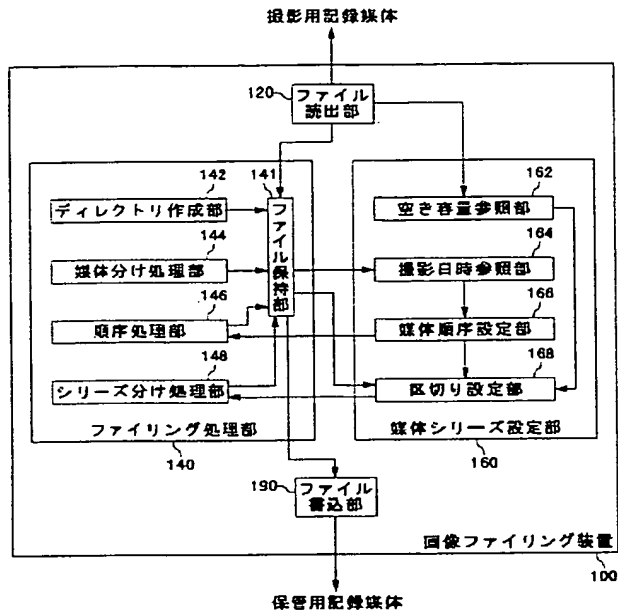 撮影用記録媒体
120
ファイル
読出部
142
141
162
ディレクトリ作成部
ファイル保持部
空き容量参照部
144
164
媒体分け処理部
撮影日時参照部
146
166
順序処理部
媒体順序設定部
148
168
シリーズ分け処理部
区切り設定部
ファイリング処理部
媒体シリーズ設定部
140
160
190
ファイル
書込部
画像ファイリング装置
100
保管用記録媒体